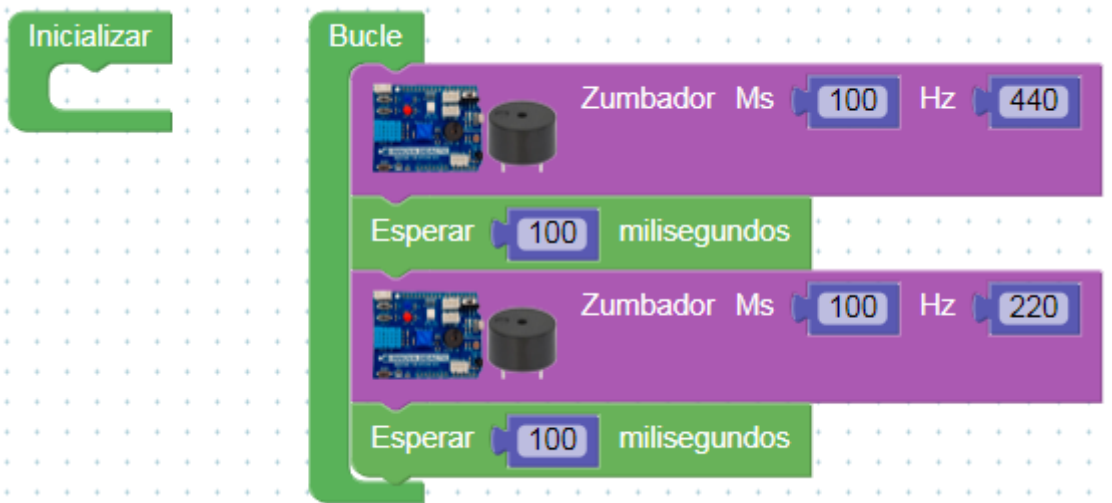 Inicializar
Bucle
Zumbador Ms 100 Hz 440
Esperar 100 milisegundos
Zumbador Ms 100 Hz 220
Esperar 100 milisegundos